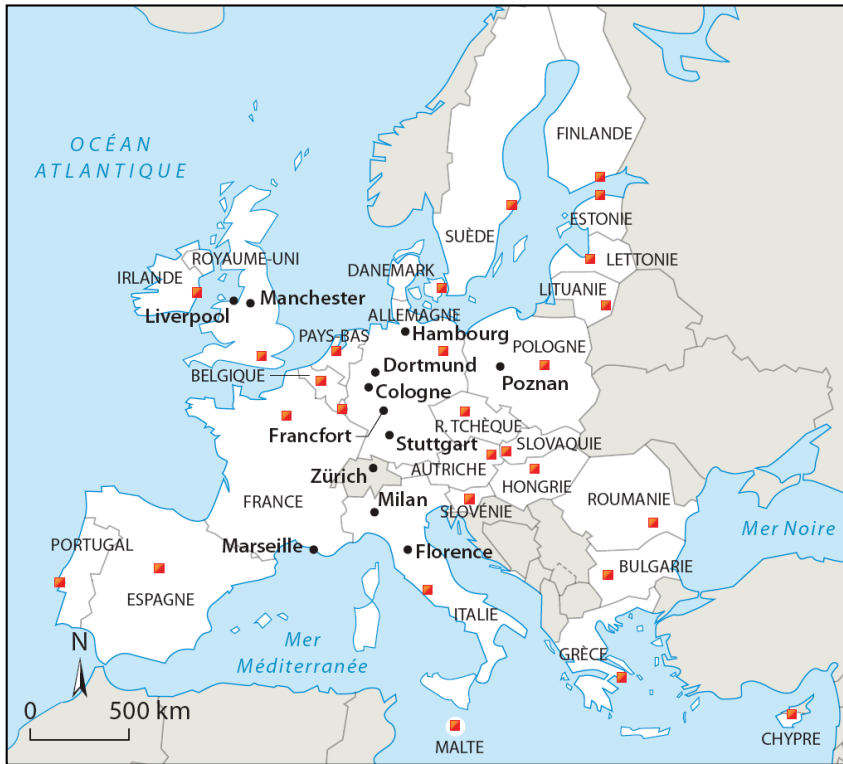 OCÉAN
ATLANTIQUE
FINLANDE
ESTONIE
SUÈDE
LETTONIE
ROYAUME-UNI
IRLANDE
DANEMARK
LITUANIE
Manchester
Liverpool
ALLEMAGNE
Hambourg
PAYS-BAS
POLOGNE
Dortmund
BELGIQUE
Poznan
Cologne
R. TCHÈQUE
Francfort
Stuttgart
SLOVAQUIE
AUTRICHE
Zürich
HONGRIE
FRANCE
Milan
SLOVÉNIE
ROUMANIE
Mer Noire
PORTUGAL
Marseille
Florence
BULGARIE
ESPAGNE
ITALIE
Mer
Méditerranée
N
GRÈCE
0 500 km
MALTE
CHYPRE